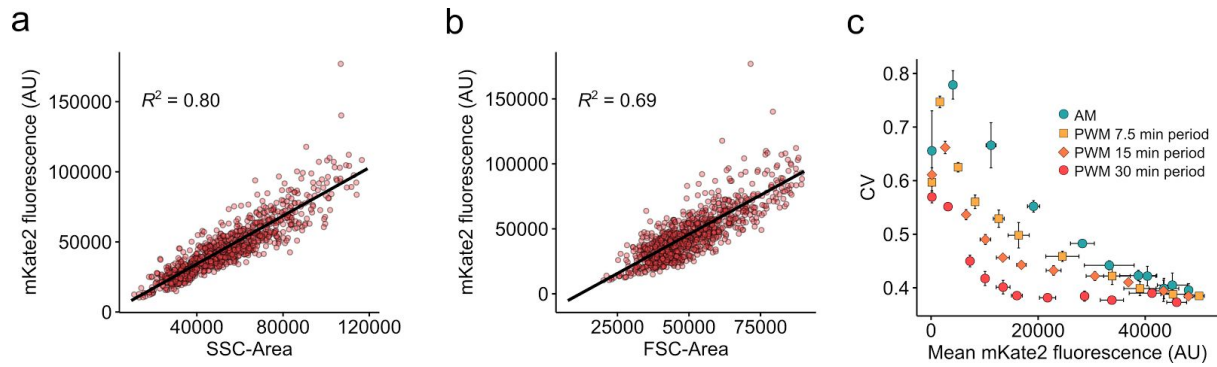 a
mKate2 fluorescence (AU)
150000
100000
50000
0
R² = 0.80
40000 80000 120000
SSC-Area
b
mKate2 fluorescence (AU)
150000
100000
50000
0
R² = 0.69
25000 50000 75000
FSC-Area
c
CV
0.8
0.7
0.6
0.5
0.4
AM
PWM 7.5 min period
PWM 15 min period
PWM 30 min period
0 20000 40000
Mean mKate2 fluorescence (AU)